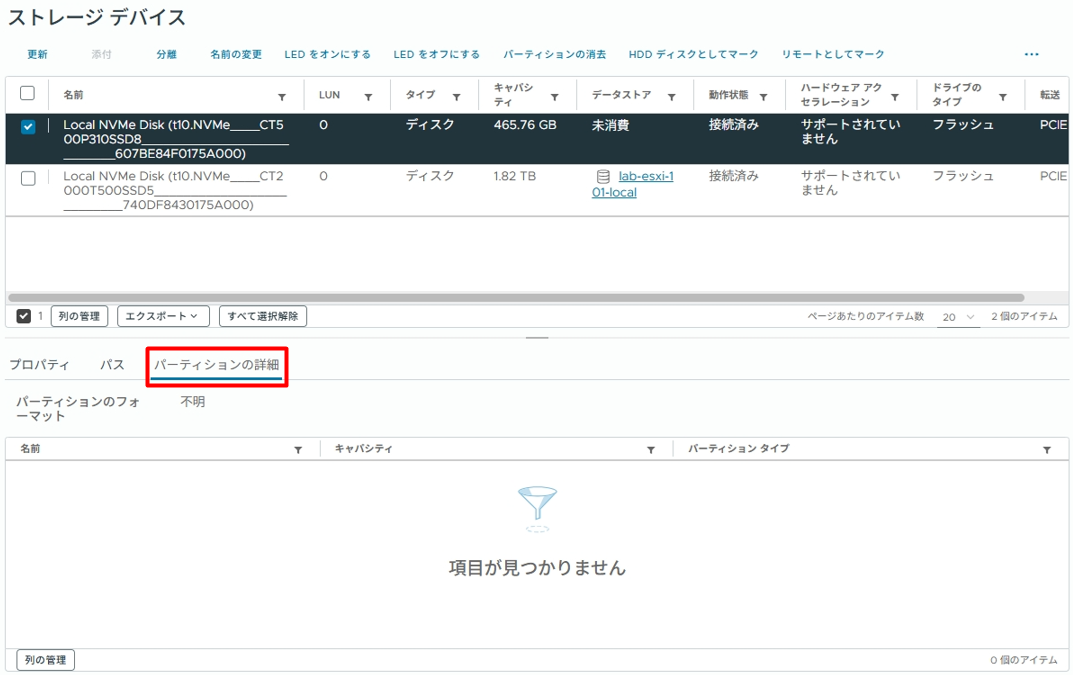 ストレージ デバイス
更新 添付 分離 名前の変更 LED をオンにする LED をオフにする パーティションの消去 HDD ディスクとしてマーク リモートとしてマーク ...
名前 LUN タイプ キャパシティ データストア 動作状態 ハードウェア アクセラレーション ドライブのタイプ 転送
Local NVMe Disk (t10.NVMe____CT5 0 ディスク 465.76 GB 未消費 接続済み サポートされてい フラッシュ PCIE
00P310SSD8____________________ ません
________607BE84F0175A000)
Local NVMe Disk (t10.NVMe____CT2 0 ディスク 1.82 TB lab-esxi-1 接続済み サポートされてい フラッシュ PCIE
000T500SSD5__________________ 01-local ません
________740DF8430175A000)
1 列の管理 エクスポート すべて選択解除 ページあたりのアイテム数 20 2 個のアイテム
プロパティ パス パーティションの詳細
パーティションのフォ 不明
ーマット
名前 キャパシティ パーティション タイプ
項目が見つかりません
列の管理 0 個のアイテム